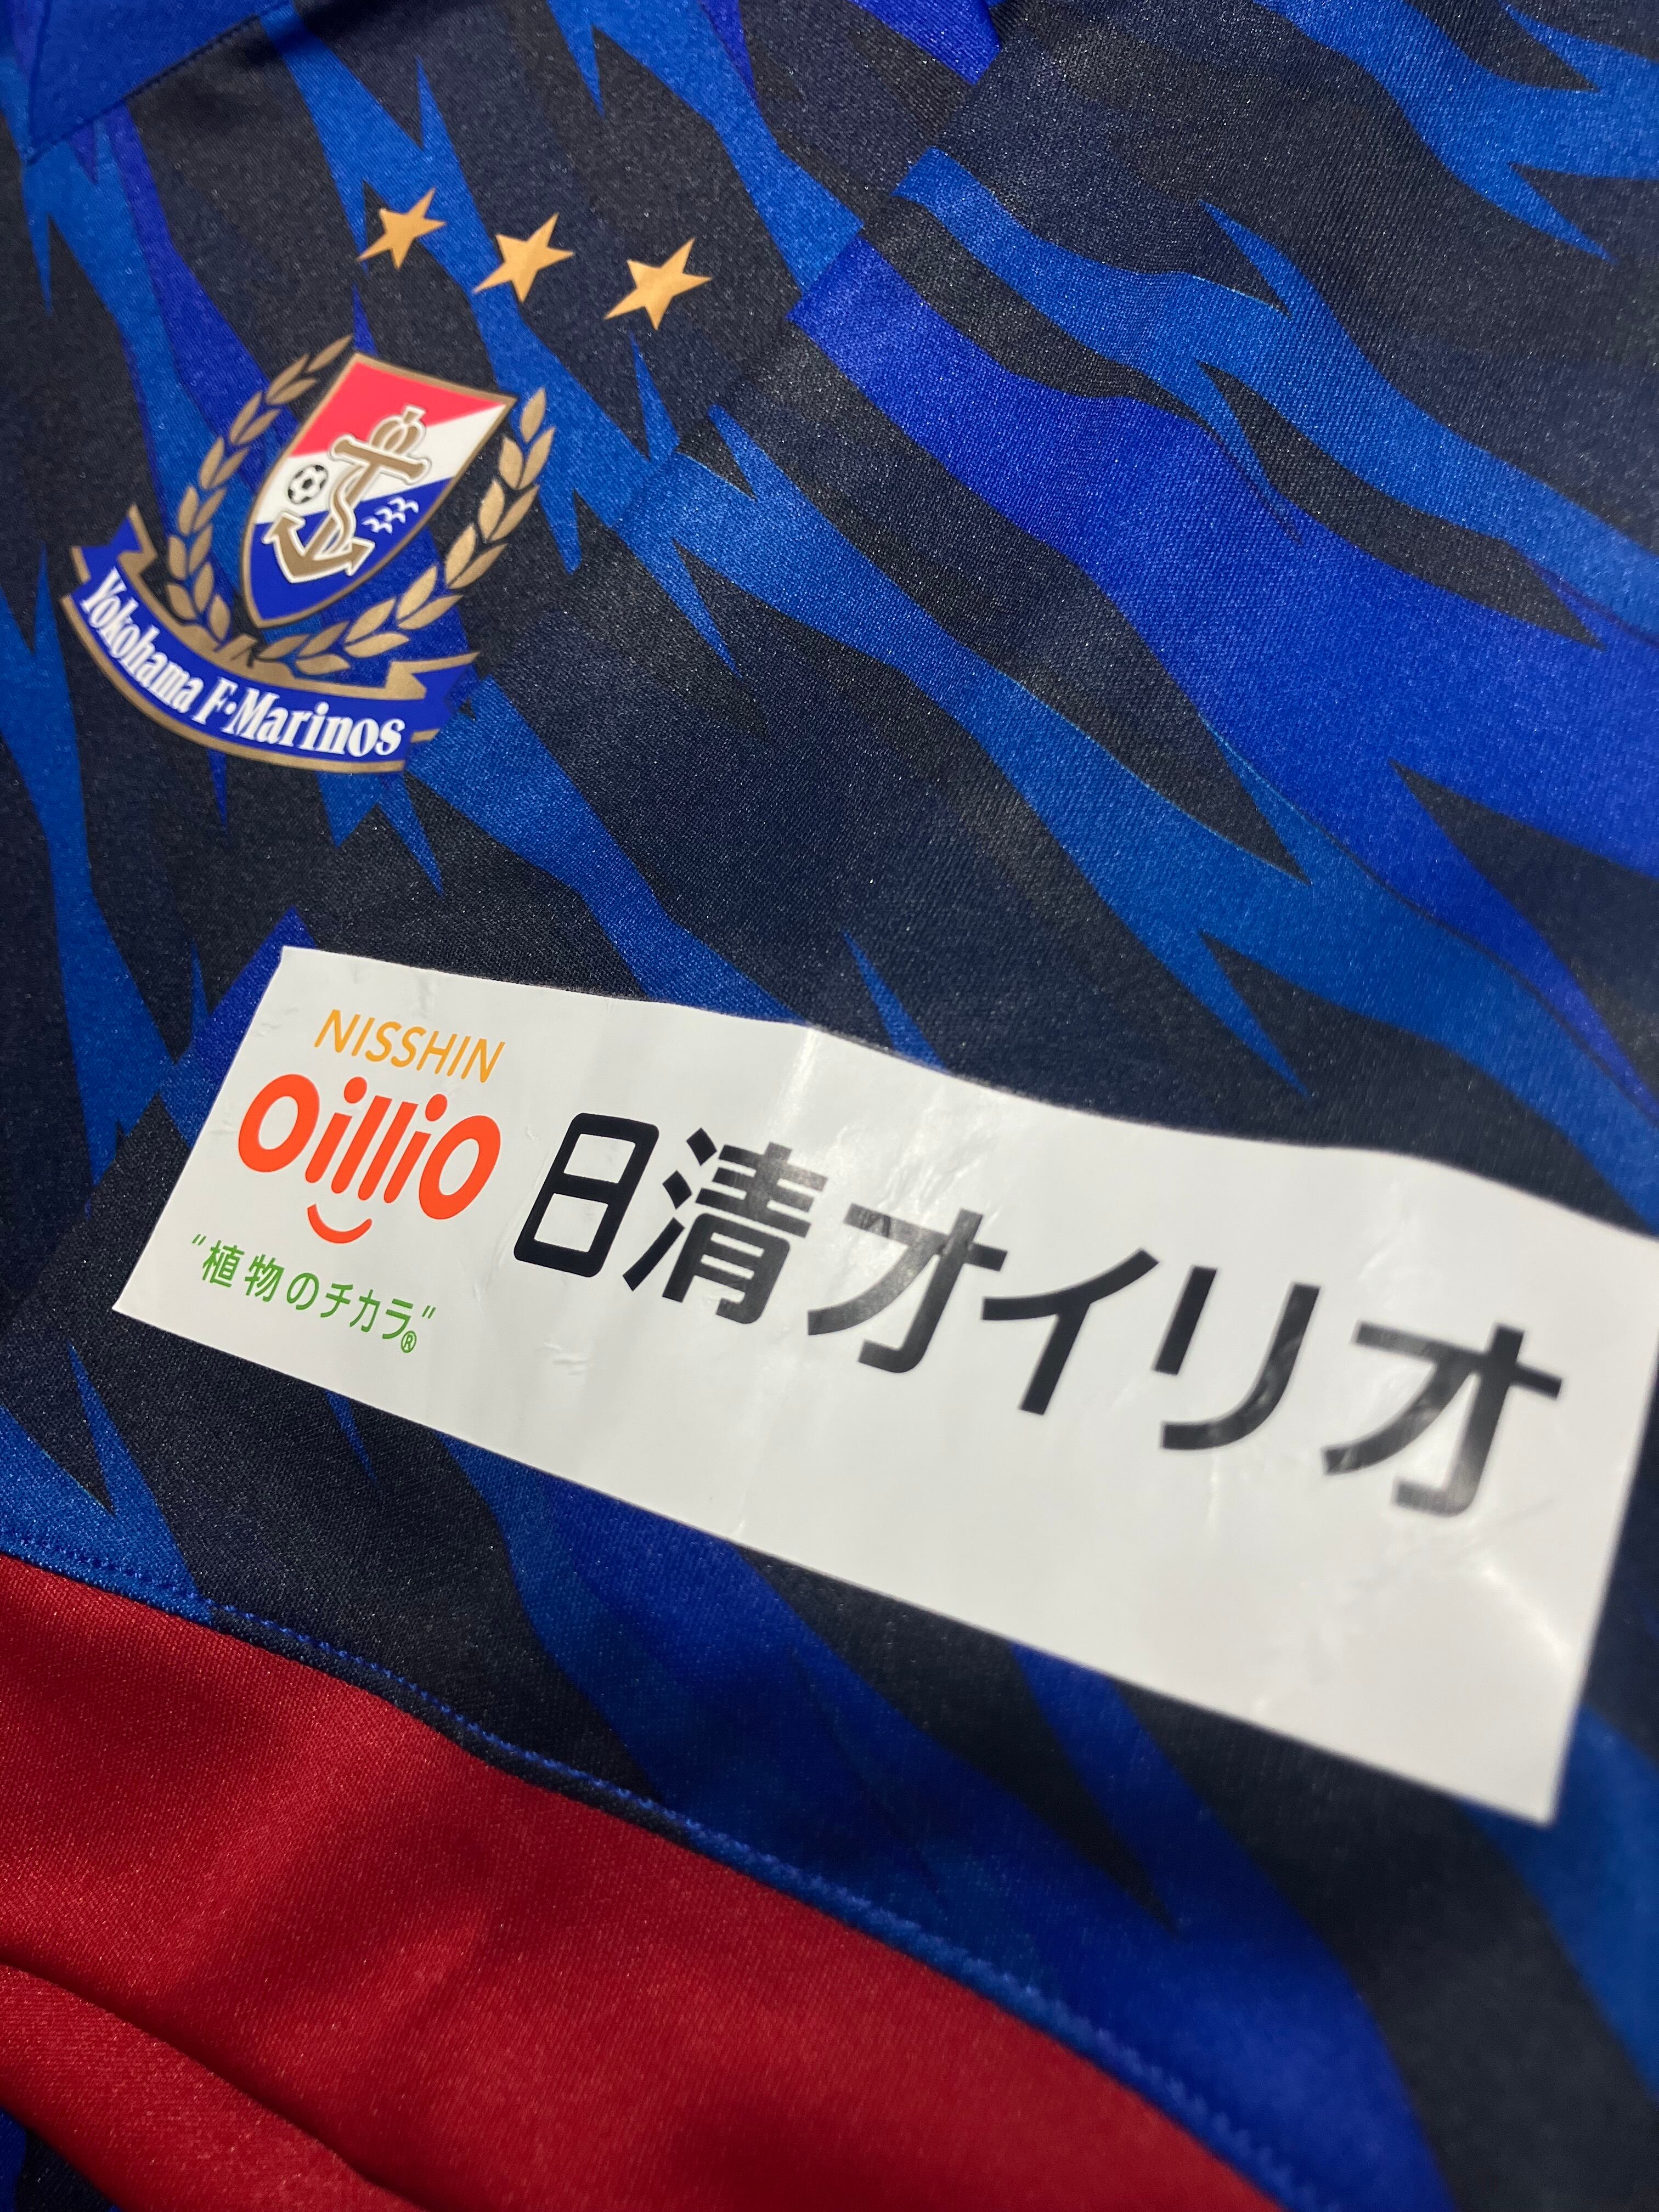 Yokohama F·Marinos
NISSHIN
OilliO
"植物のチカラ®"
日清オイリオ